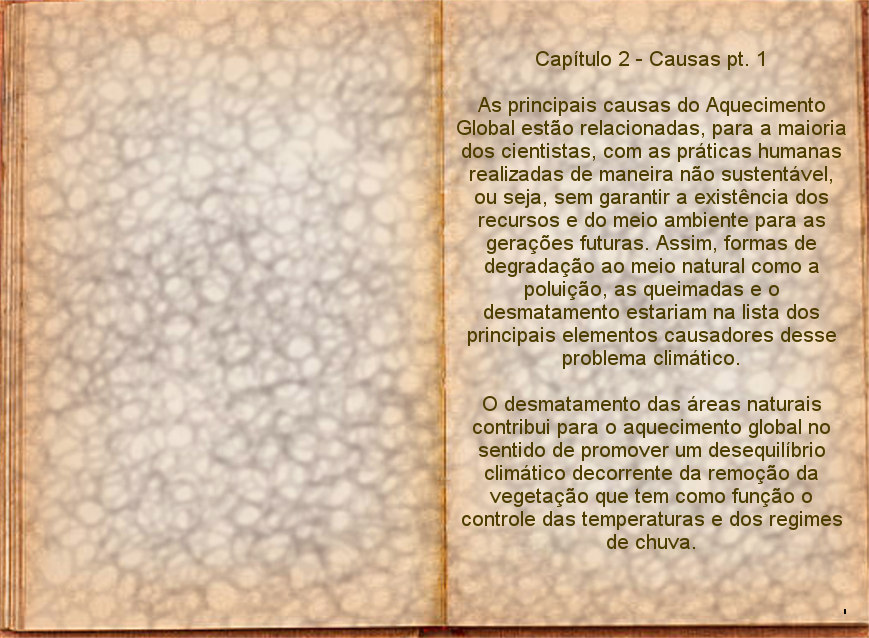 Capítulo 2 - Causas pt. 1
As principais causas do Aquecimento
Global estão relacionadas, para a maioria
dos cientistas, com as práticas humanas
realizadas de maneira não sustentável,
ou seja, sem garantir a existência dos
recursos e do meio ambiente para as
gerações futuras. Assim, formas de
degradação ao meio natural como a
poluição, as queimadas e o
desmatamento estariam na lista dos
principais elementos causadores desse
problema climático.
O desmatamento das áreas naturais
contribui para o aquecimento global no
sentido de promover um desequilíbrio
climático decorrente da remoção da
vegetação que tem como função o
controle das temperaturas e dos regimes
de chuva.